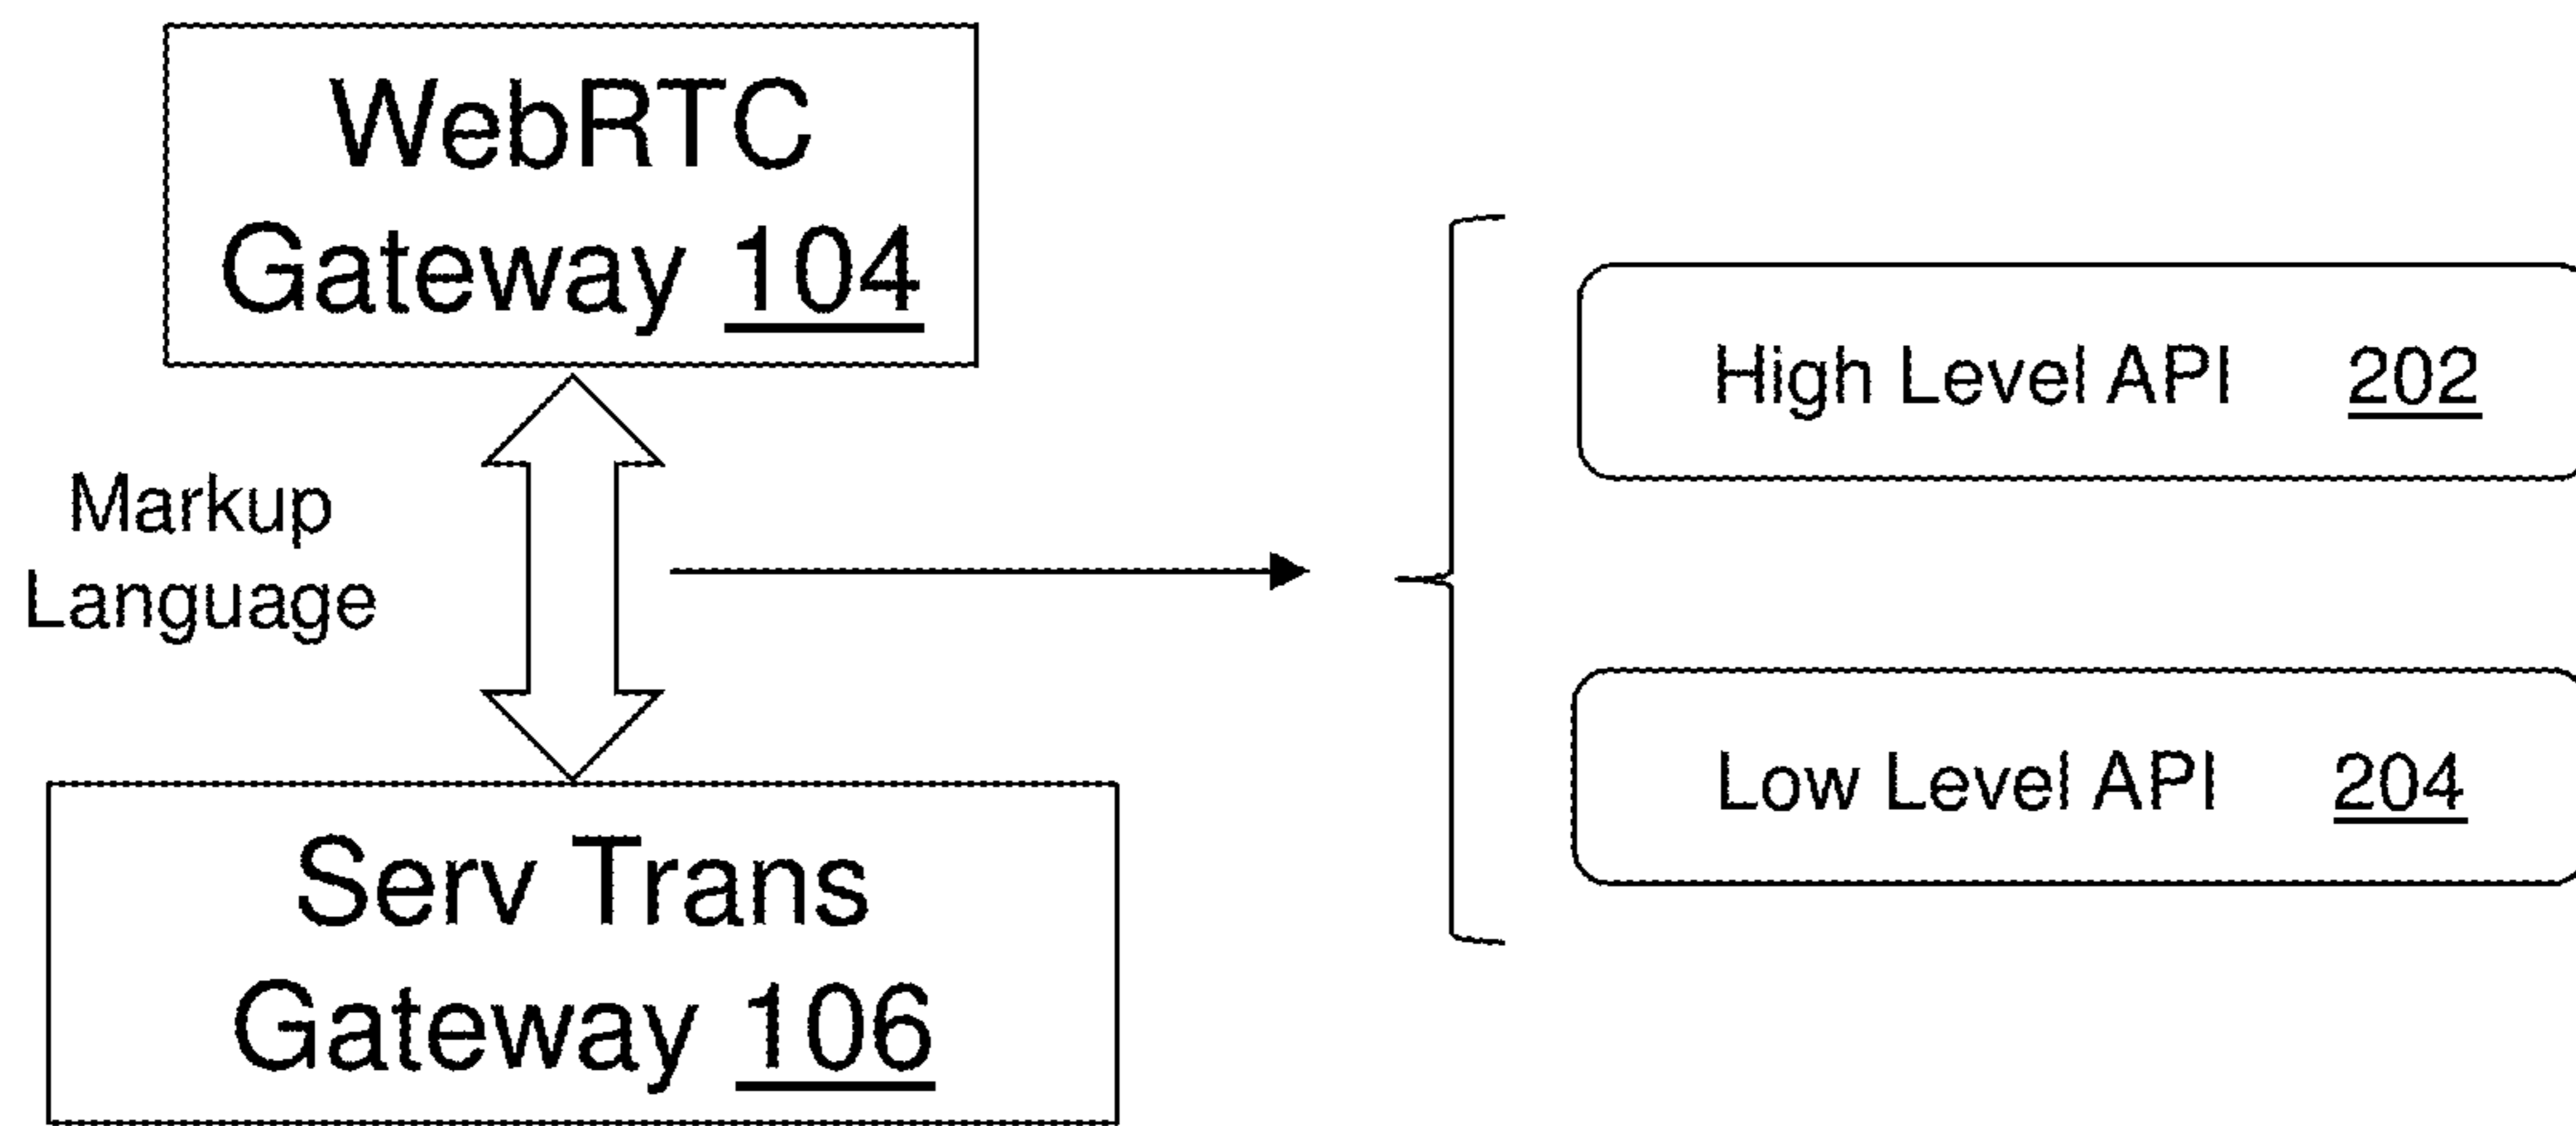 WebRTC
Gateway 104
Markup
Language
Serv Trans
Gateway 106
High Level API 202
Low Level API 204